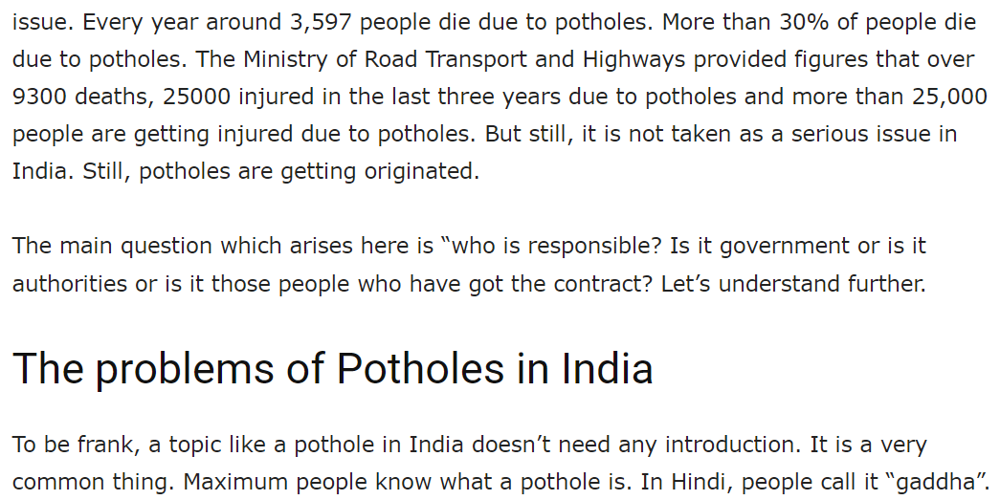 issue. Every year around 3,597 people die due to potholes. More than 30% of people die
due to potholes. The Ministry of Road Transport and Highways provided figures that over
9300 deaths, 25000 injured in the last three years due to potholes and more than 25,000
people are getting injured due to potholes. But still, it is not taken as a serious issue in
India. Still, potholes are getting originated.
The main question which arises here is “who is responsible? Is it government or is it
authorities or is it those people who have got the contract? Let’s understand further.
The problems of Potholes in India
To be frank, a topic like a pothole in India doesn’t need any introduction. It is a very
common thing. Maximum people know what a pothole is. In Hindi, people call it “gaddha”.